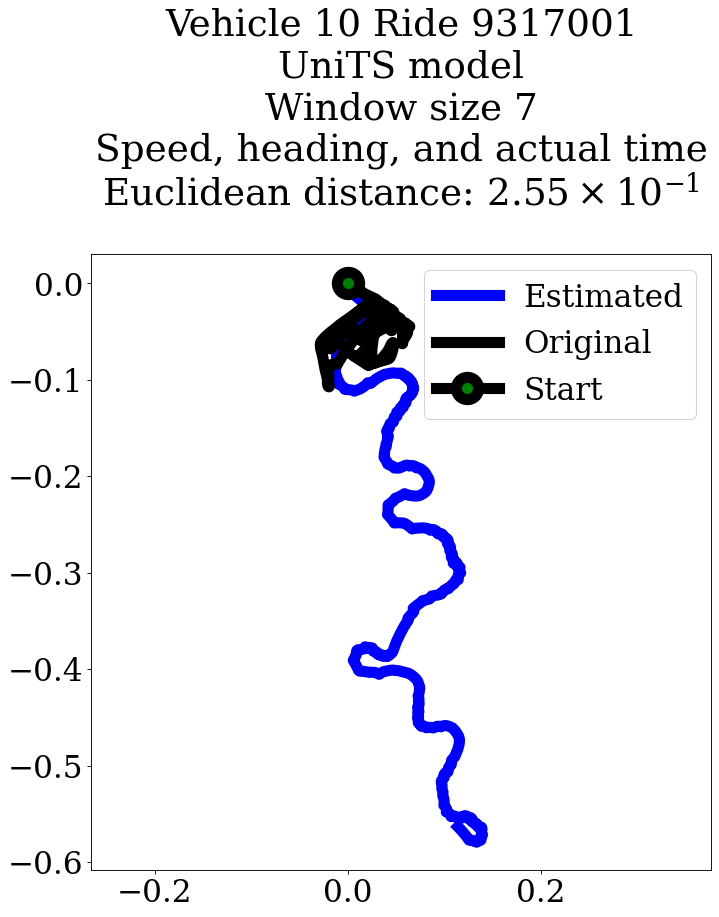 Vehicle 10 Ride 9317001
UniTS model
Window size 7
Speed, heading, and actual time
Euclidean distance: 2.55 × 10⁻¹
Estimated
Original
Start
0.0
−0.1
−0.2
−0.3
−0.4
−0.5
−0.6
−0.2 0.0 0.2